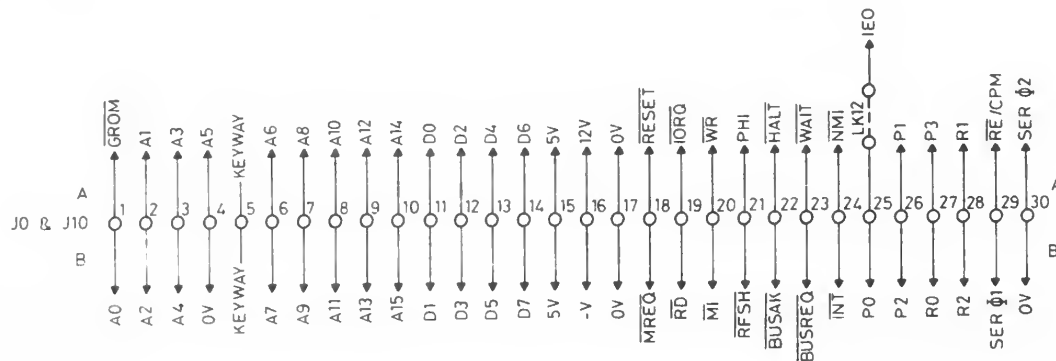 IEO
LK12
GROM A1 A3 A5 KEYWAY A6 A8 A10 A12 A14 D0 D2 D4 D6 5V 12V 0V RESET IORQ WR PHI HALT WAIT NMI P1 P3 R1 RE/CPM SER Φ2
A A
J0 & J10 1 2 3 4 5 6 7 8 9 10 11 12 13 14 15 16 17 18 19 20 21 22 23 24 25 26 27 28 29 30
B B
A0 A2 A4 0V KEYWAY A7 A9 A11 A13 A15 D1 D3 D5 D7 5V -V 0V MREQ RD M1 RFSH BUSAK BUSREQ INT P0 P2 R0 R2 SER Φ1 0V